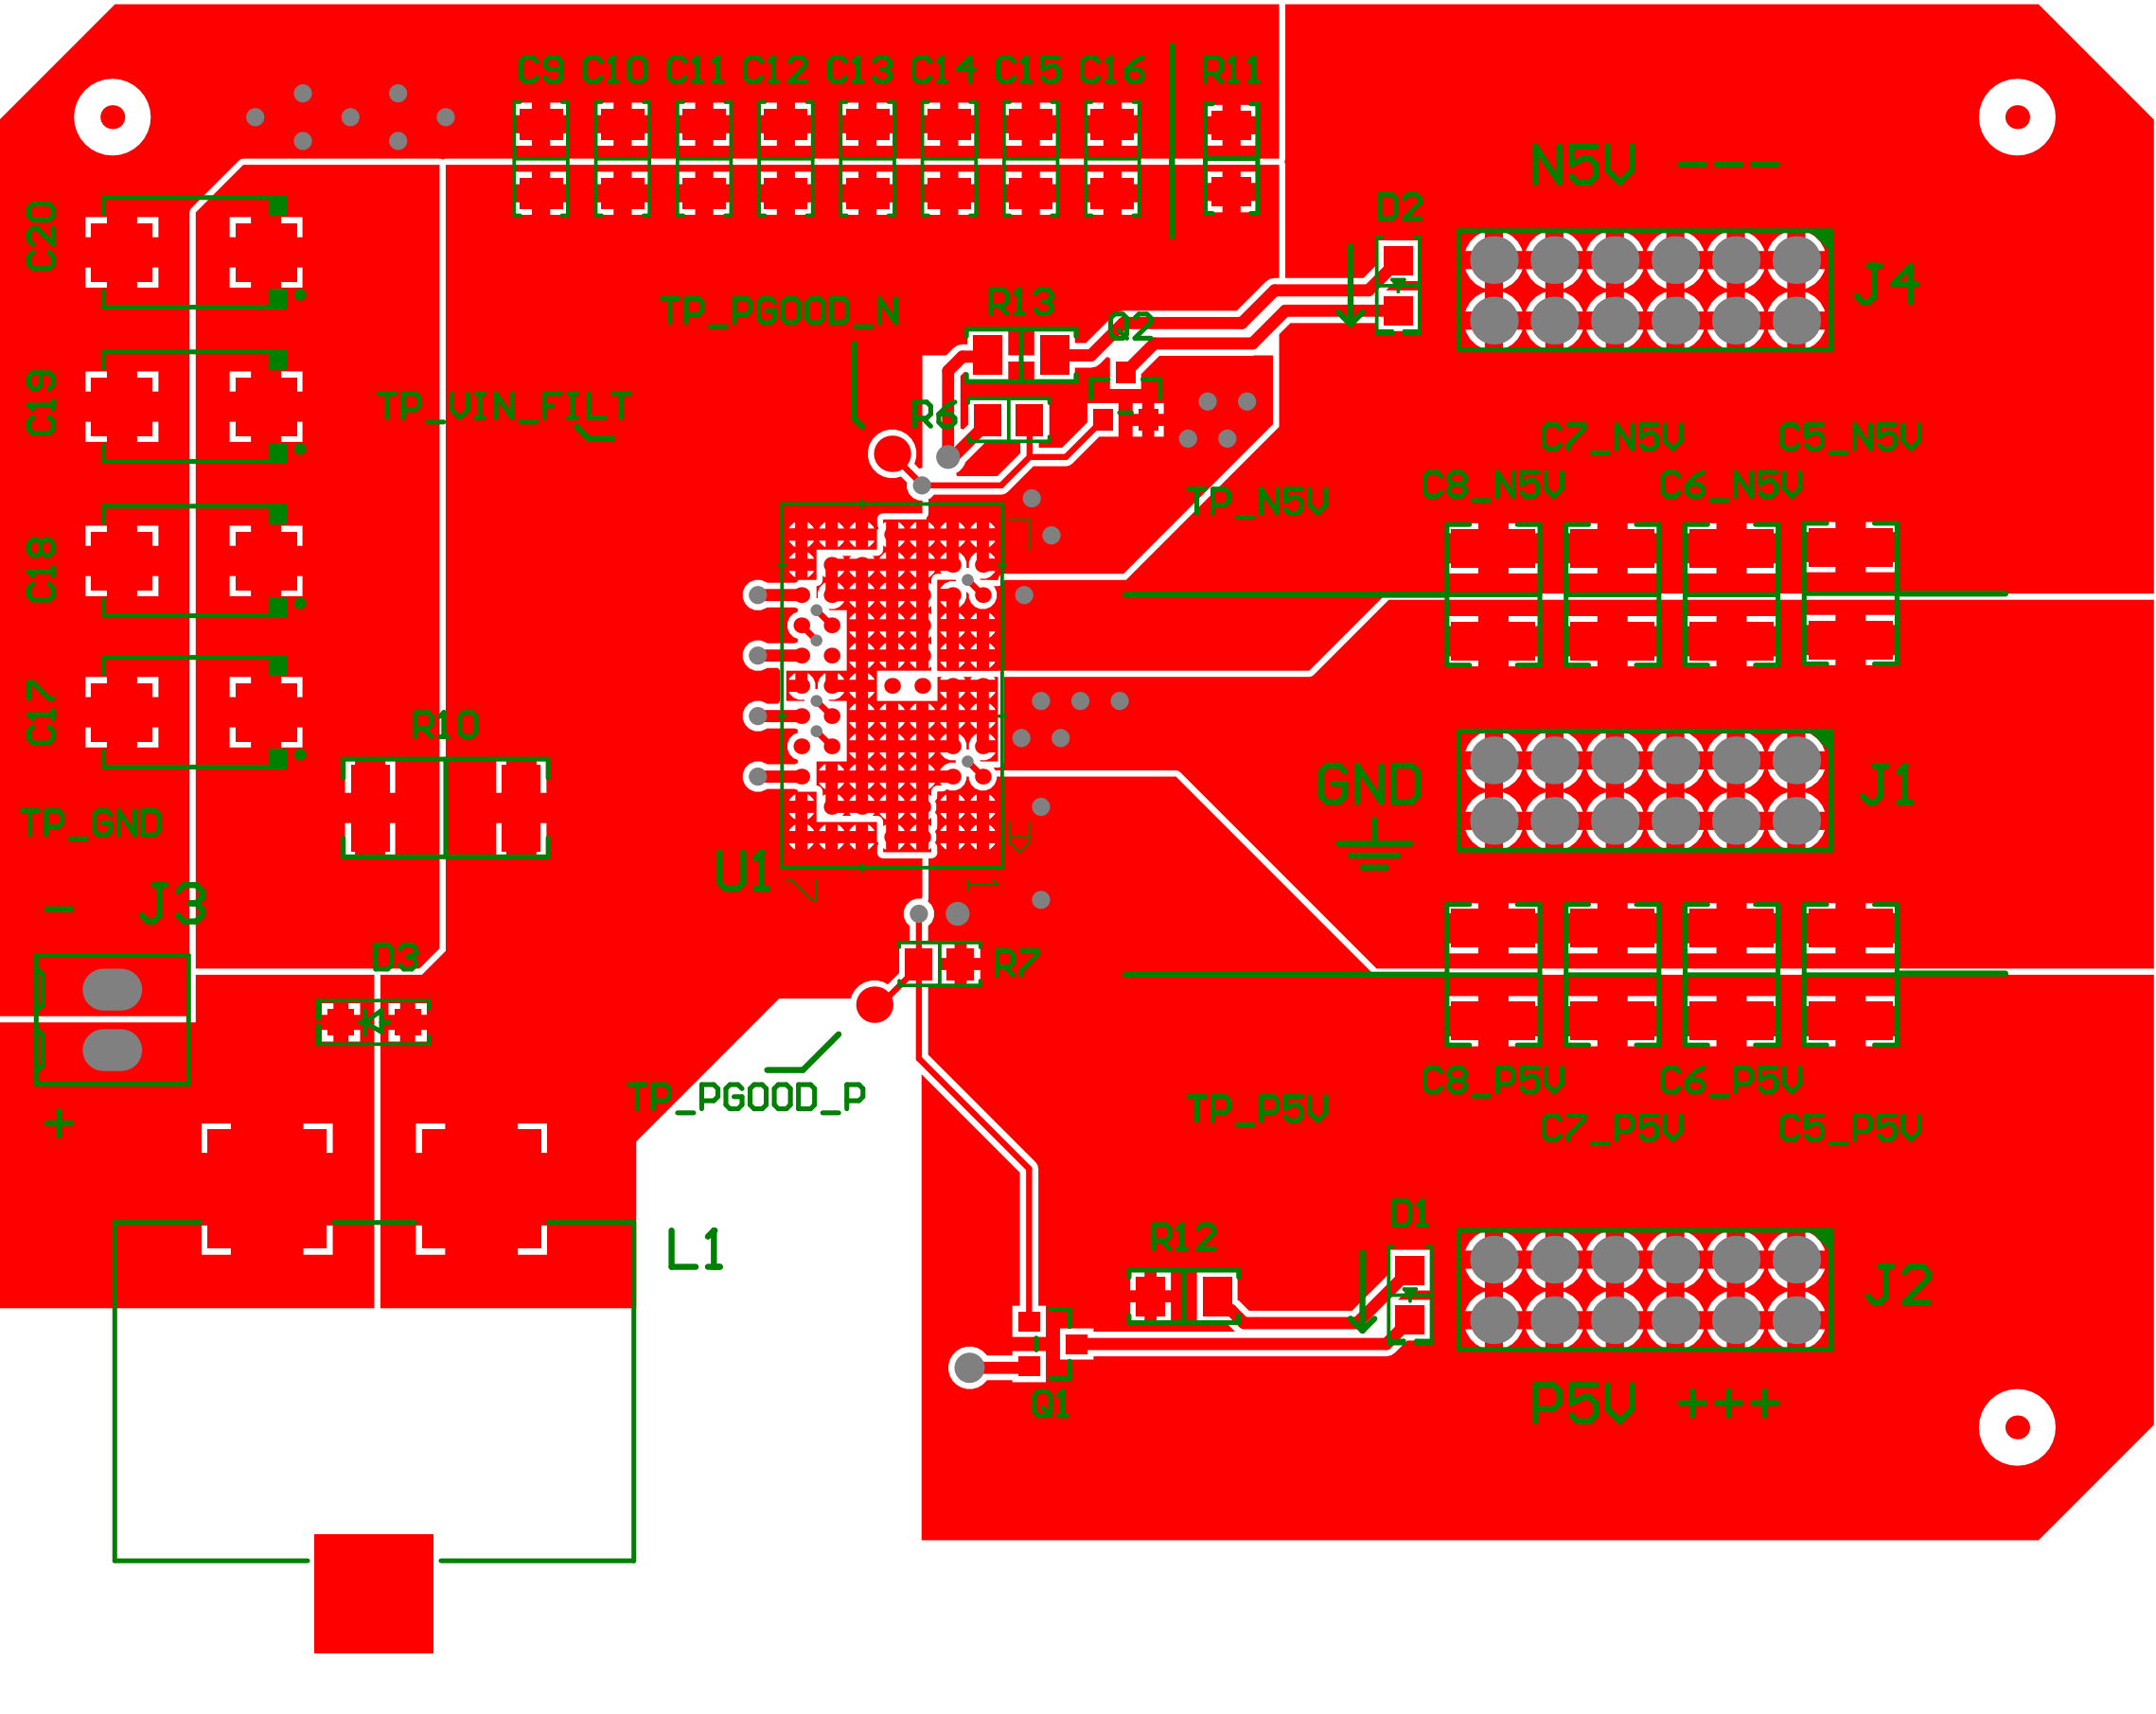 C9 C10 C11 C12 C13 C14 C15 C16 R11
N5V ---
D2
C20
J4
TP_PGOOD_N
R13
Q2
C19
TP_VIN_FILT
R6
C7_N5V C5_N5V
C8_N5V C6_N5V
TP_N5V
C18
C17
R10
GND
J1
TP_GND
U1
- J3
D3
R7
TP_PGOOD_P
C8_P5V C6_P5V
TP_P5V
C7_P5V C5_P5V
+
D1
L1
R12
J2
Q1
P5V +++